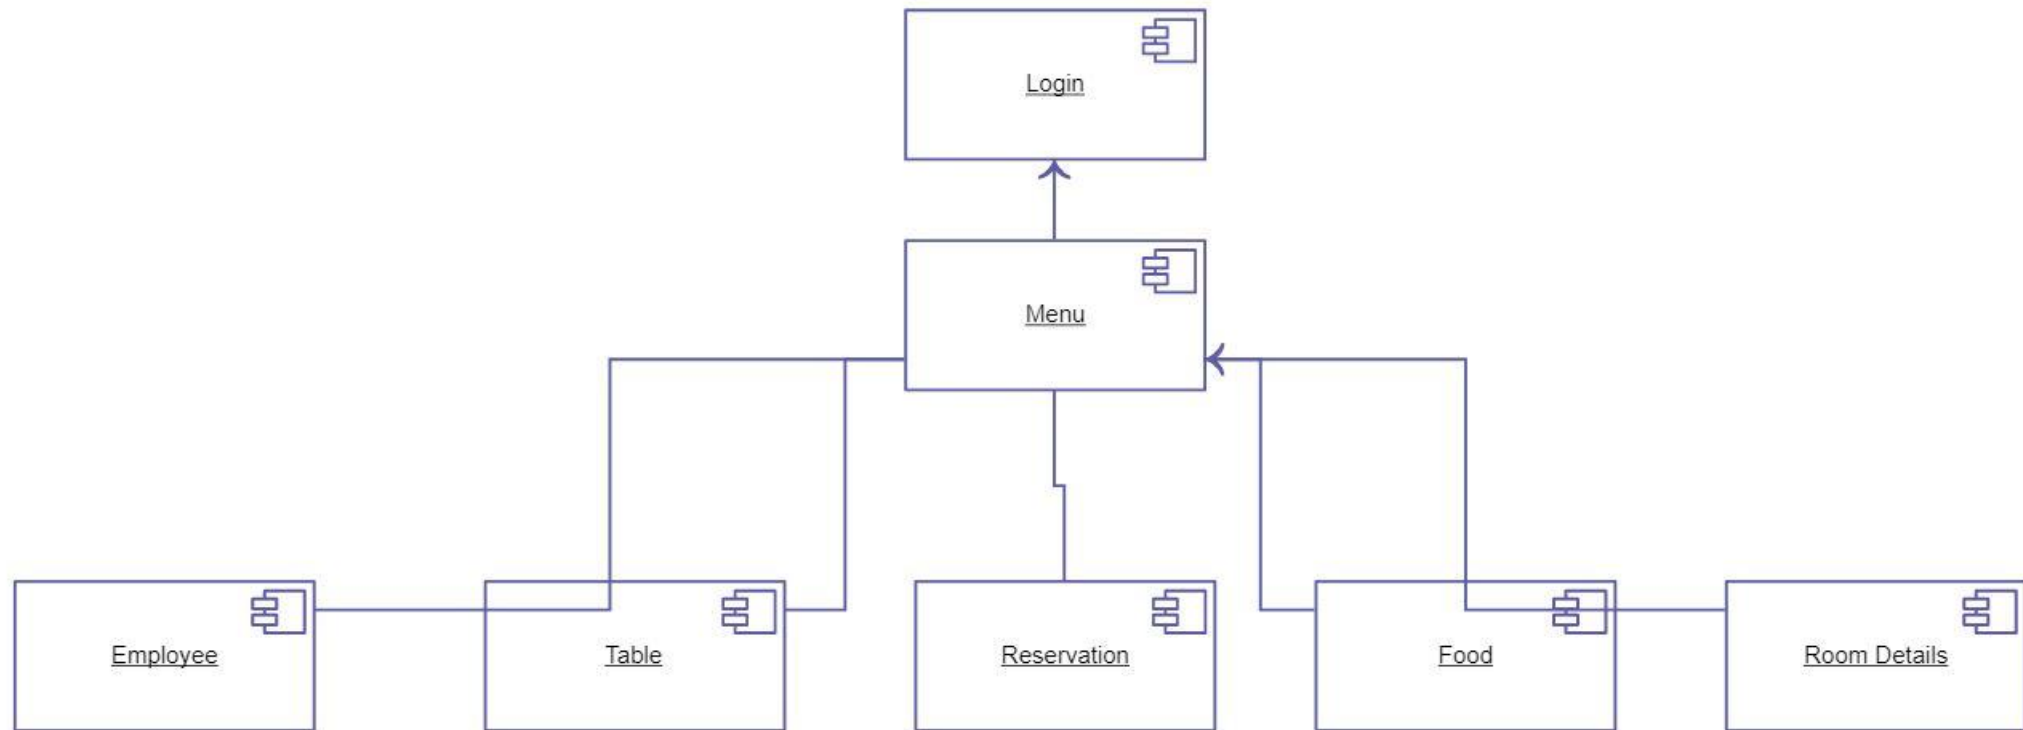 Login
Menu
Employee
Table
Reservation
Food
Room Details